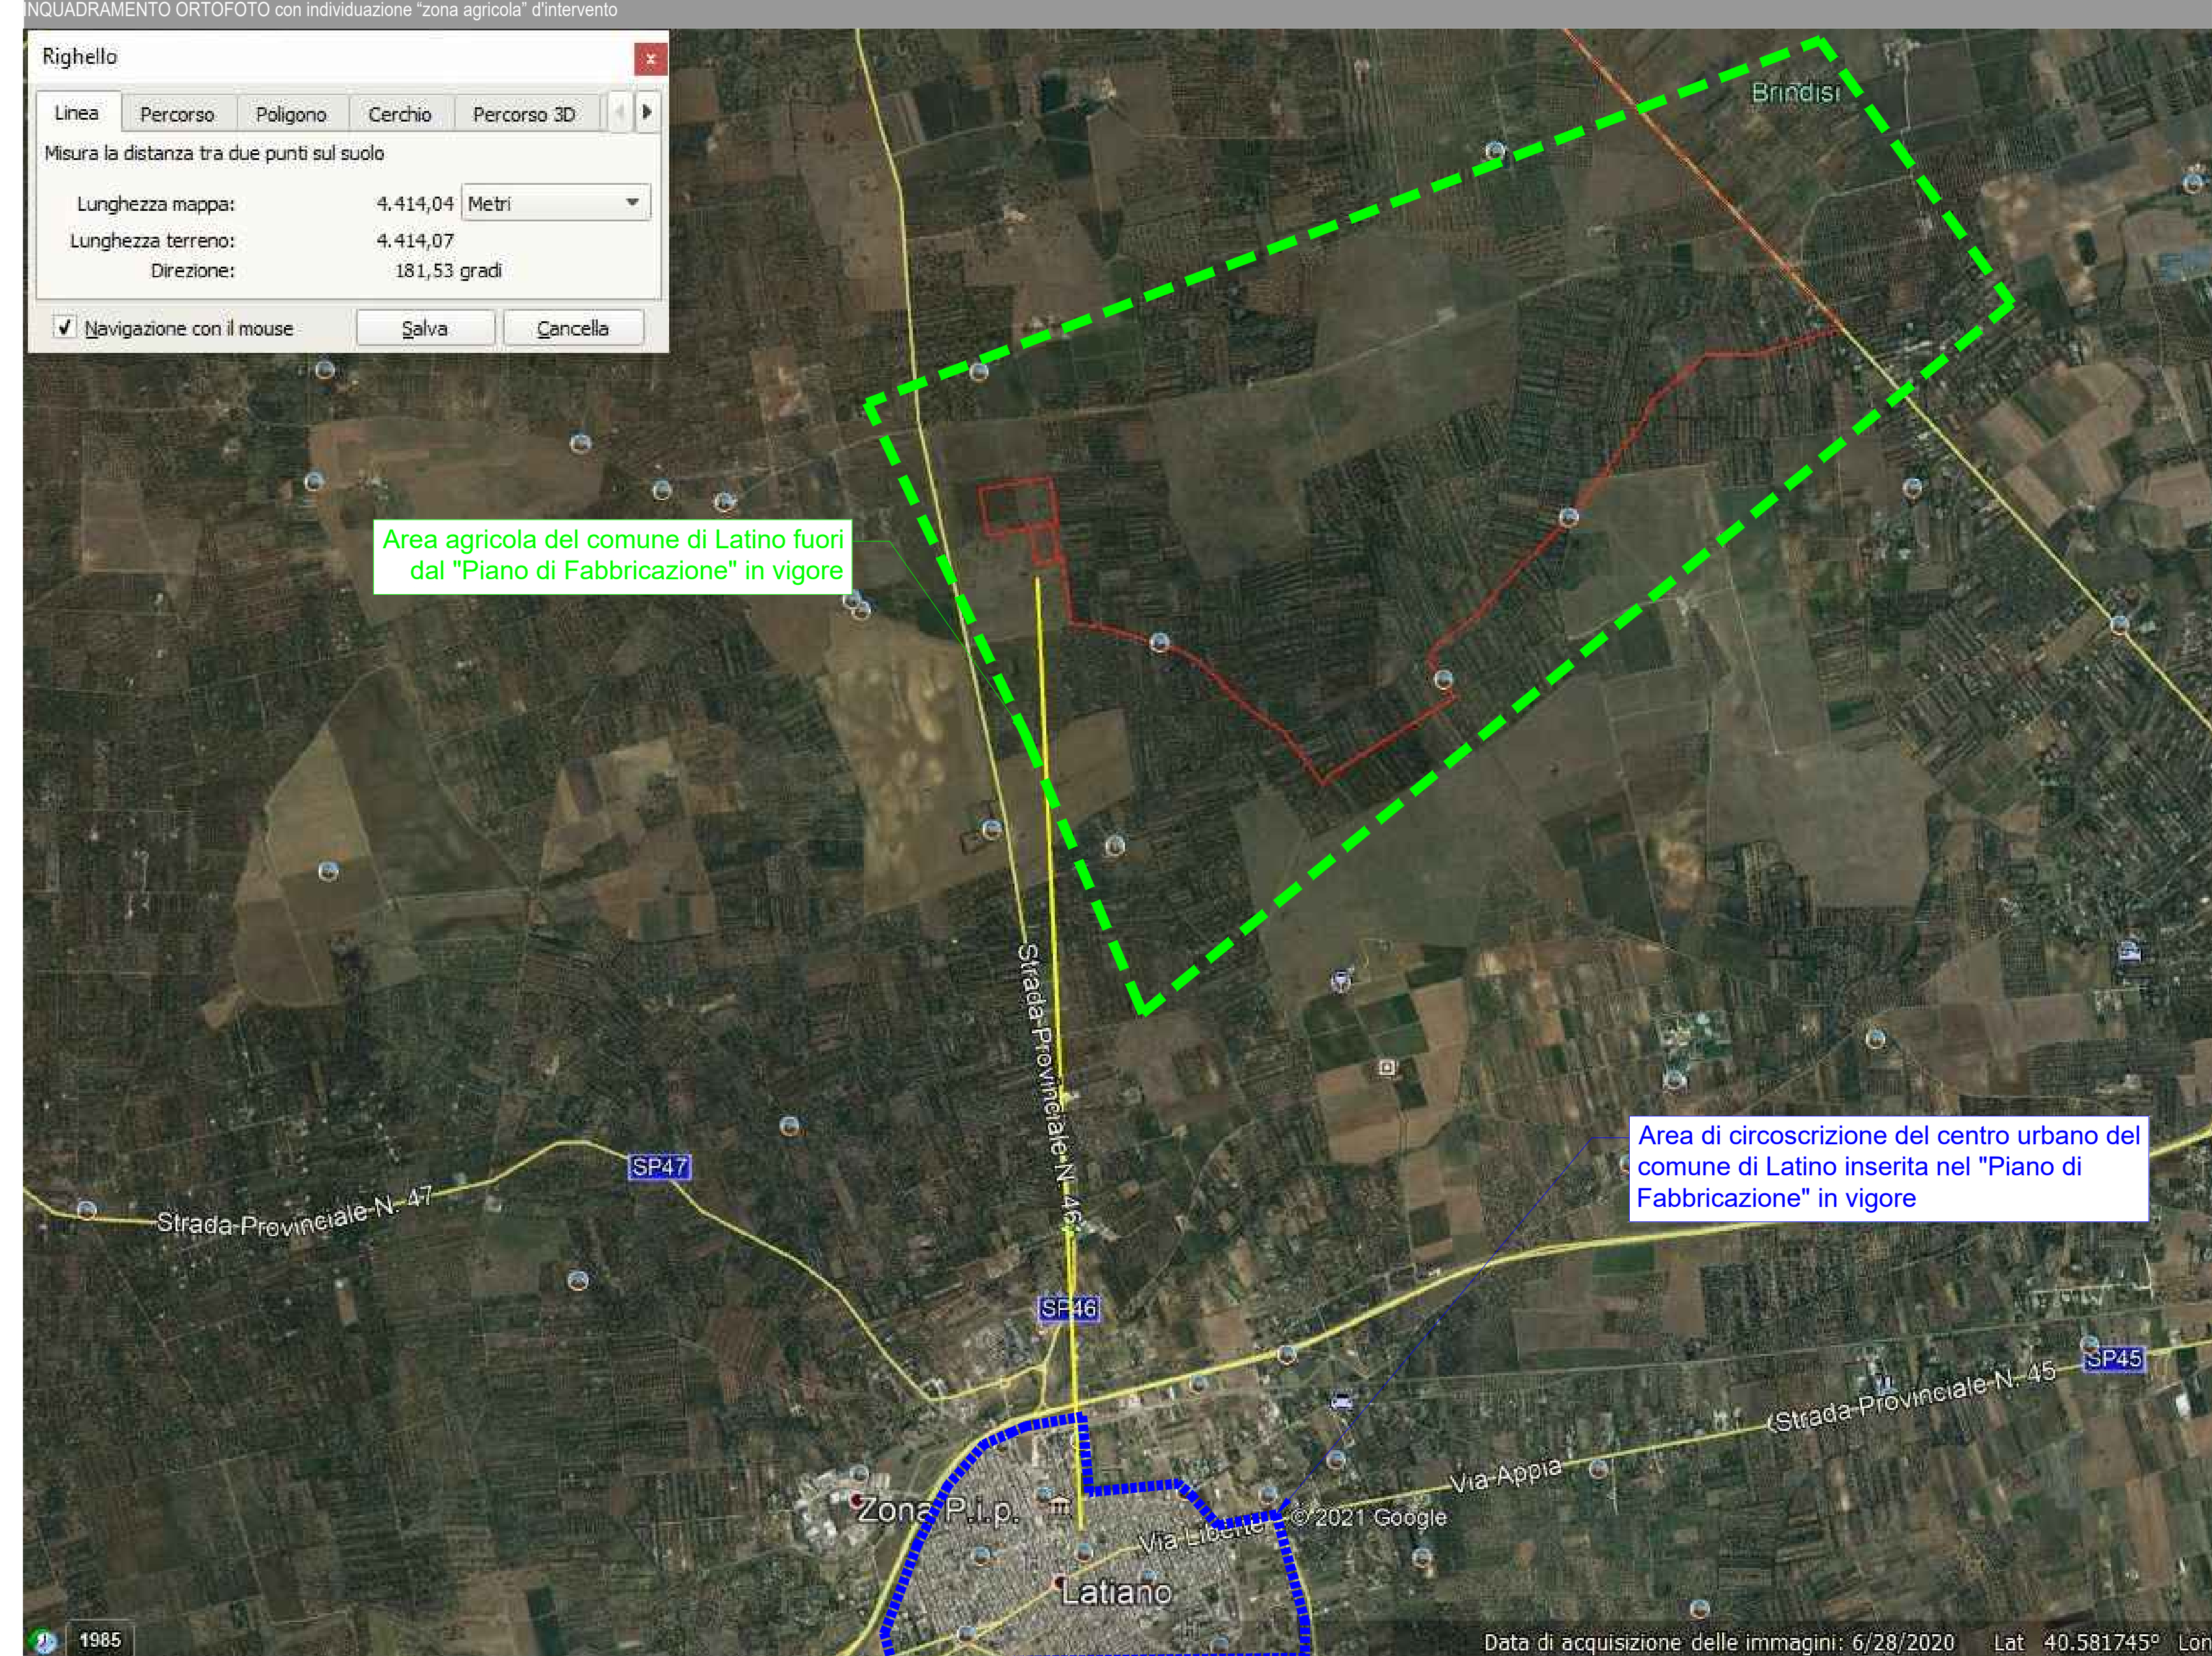 INQUADRAMENTO ORTOFOTO con individuazione “zona agricola” d'intervento
Righello
x
Linea
Percorso
Poligono
Cerchio
Percorso 3D
Misura la distanza tra due punti sul suolo
Lunghezza mappa: 4.414,04 Metri
Lunghezza terreno: 4.414,07
Direzione: 181,53 gradi
Navigazione con il mouse
Salva
Cancella
Brindisi
Area agricola del comune di Latino fuori
dal "Piano di Fabbricazione" in vigore
Strada Provinciale N. 46
Area di circoscrizione del centro urbano del
comune di Latino inserita nel "Piano di
Fabbricazione" in vigore
SP47
Strada Provinciale N. 47
SP46
SP45
Strada Provinciale N. 45
Via Appia
Zona P.i.p.
© 2021 Google
Via Liberte
Latiano
1985
Data di acquisizione delle immagini: 6/28/2020 Lat 40.581745° Lon